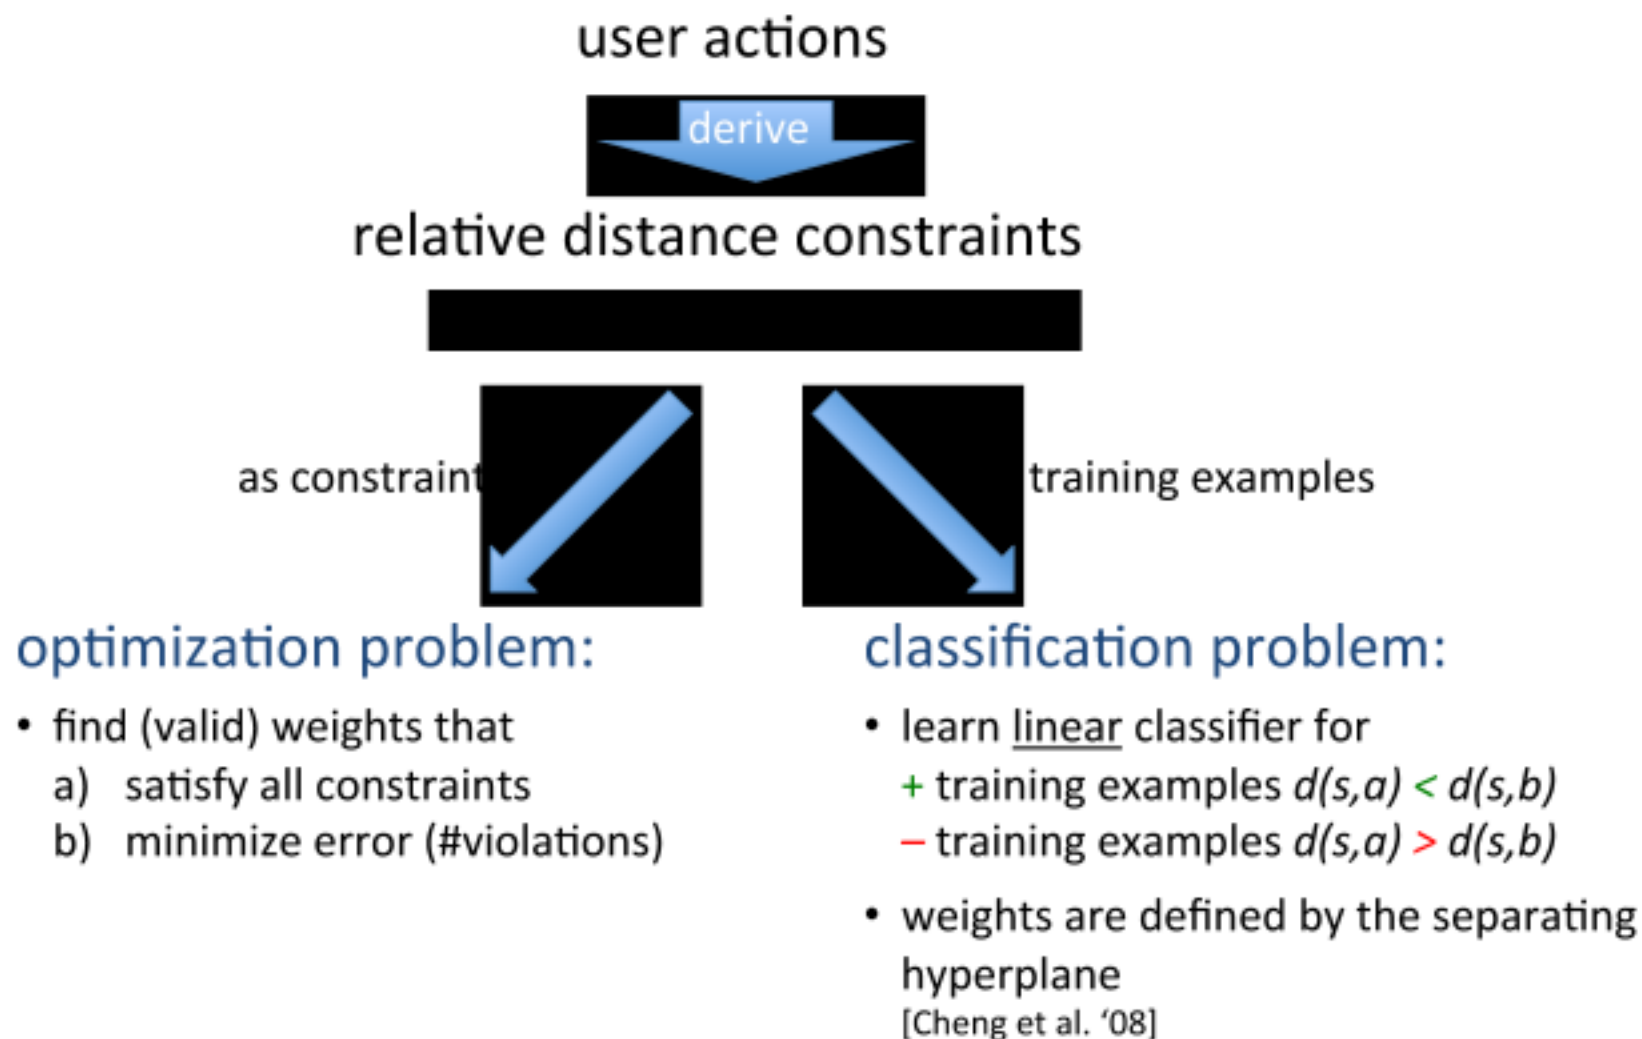 user actions
derive
relative distance constraints
as constraint
training examples
optimization problem:
• find (valid) weights that
a) satisfy all constraints
b) minimize error (#violations)
classification problem:
• learn linear classifier for
+ training examples d(s,a) < d(s,b)
– training examples d(s,a) > d(s,b)
• weights are defined by the separating
hyperplane
[Cheng et al. ‘08]